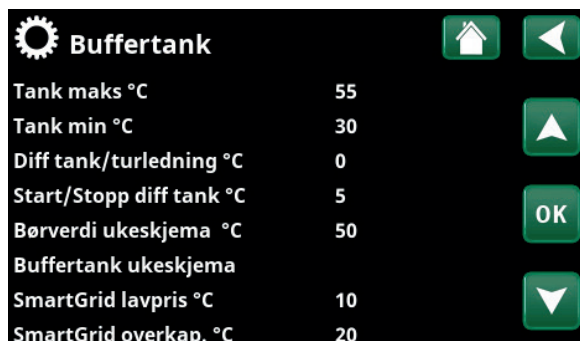 Buffertank
Tank maks °C 55
Tank min °C 30
Diff tank/turledning °C 0
Start/Stopp diff tank °C 5
OK
Børverdi ukeskjema °C 50
Buffertank ukeskjema
SmartGrid lavpris °C 10
SmartGrid overkap. °C 20